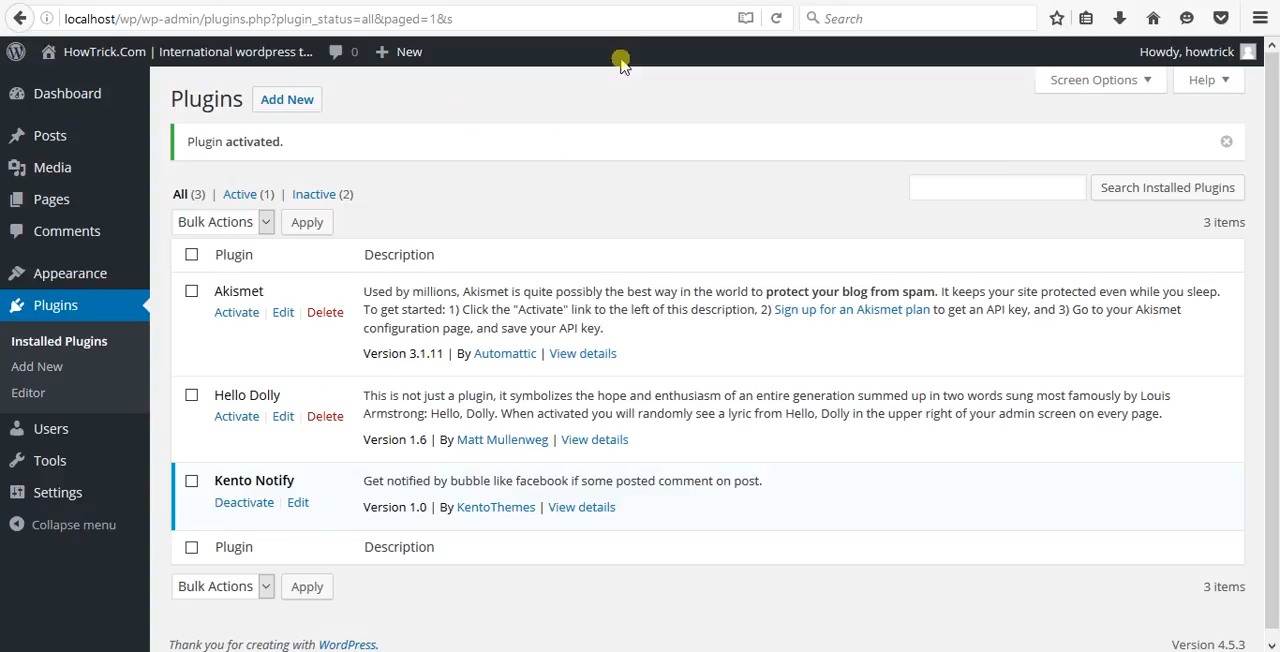 localhost/wp/wp-admin/plugins.php?plugin_status=all&paged=1&s
Search
HowTrick.Com | International wordpress t...
0
New
Howdy, howtrick
Dashboard
Posts
Media
Pages
Comments
Appearance
Plugins
Installed Plugins
Add New
Editor
Users
Tools
Settings
Collapse menu
Screen Options
Help
Plugins
Add New
Plugin activated.
All (3) | Active (1) | Inactive (2)
Search Installed Plugins
Bulk Actions
Apply
3 items
Plugin
Description
Akismet
Activate | Edit | Delete
Used by millions, Akismet is quite possibly the best way in the world to protect your blog from spam. It keeps your site protected even while you sleep.
To get started: 1) Click the "Activate" link to the left of this description, 2) Sign up for an Akismet plan to get an API key, and 3) Go to your Akismet
configuration page, and save your API key.
Version 3.1.11 | By Automattic | View details
Hello Dolly
Activate | Edit | Delete
This is not just a plugin, it symbolizes the hope and enthusiasm of an entire generation summed up in two words sung most famously by Louis
Armstrong: Hello, Dolly. When activated you will randomly see a lyric from Hello, Dolly in the upper right of your admin screen on every page.
Version 1.6 | By Matt Mullenweg | View details
Kento Notify
Deactivate | Edit
Get notified by bubble like facebook if some posted comment on post.
Version 1.0 | By KentoThemes | View details
Plugin
Description
Bulk Actions
Apply
3 items
Thank you for creating with WordPress.
Version 4.5.3